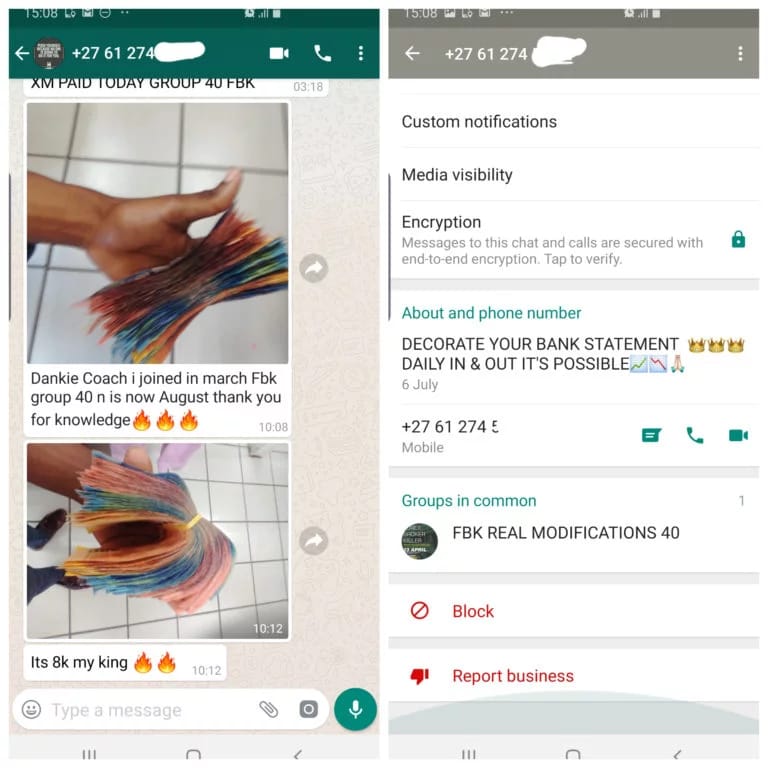 15:08
+27 61 274
XM PAID TODAY GROUP 40 FBK
03:18
Dankie Coach i joined in march Fbk
group 40 n is now August thank you
for knowledge🔥🔥🔥
10:08
10:12
Its 8k my king 🔥🔥
10:12
Type a message
15:08
+27 61 274
Custom notifications
Media visibility
Encryption
Messages to this chat and calls are secured with
end-to-end encryption. Tap to verify.
About and phone number
DECORATE YOUR BANK STATEMENT 👑👑👑
DAILY IN & OUT IT'S POSSIBLE📈📉🙏🏼
6 July
+27 61 274
Mobile
Groups in common 1
FBK REAL MODIFICATIONS 40
Block
Report business